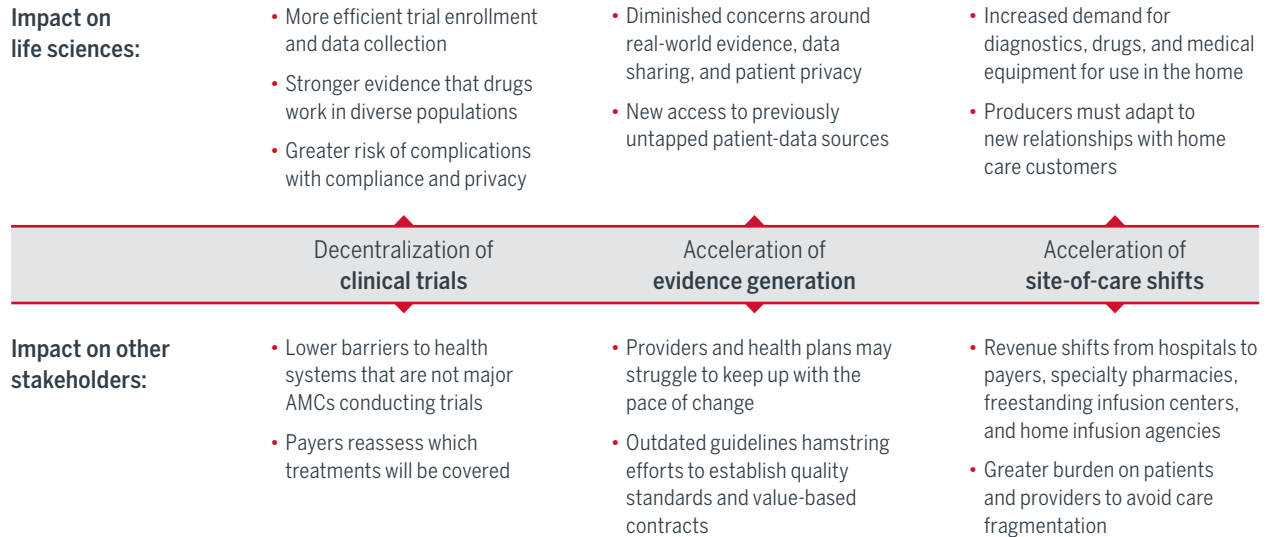 Impact on
life sciences:
• More efficient trial enrollment
and data collection
• Stronger evidence that drugs
work in diverse populations
• Greater risk of complications
with compliance and privacy
• Diminished concerns around
real-world evidence, data
sharing, and patient privacy
• New access to previously
untapped patient-data sources
• Increased demand for
diagnostics, drugs, and medical
equipment for use in the home
• Producers must adapt to
new relationships with home
care customers
Decentralization of
clinical trials
Acceleration of
evidence generation
Acceleration of
site-of-care shifts
Impact on other
stakeholders:
• Lower barriers to health
systems that are not major
AMCs conducting trials
• Payers reassess which
treatments will be covered
• Providers and health plans may
struggle to keep up with the
pace of change
• Outdated guidelines hamstring
efforts to establish quality
standards and value-based
contracts
• Revenue shifts from hospitals to
payers, specialty pharmacies,
freestanding infusion centers,
and home infusion agencies
• Greater burden on patients
and providers to avoid care
fragmentation